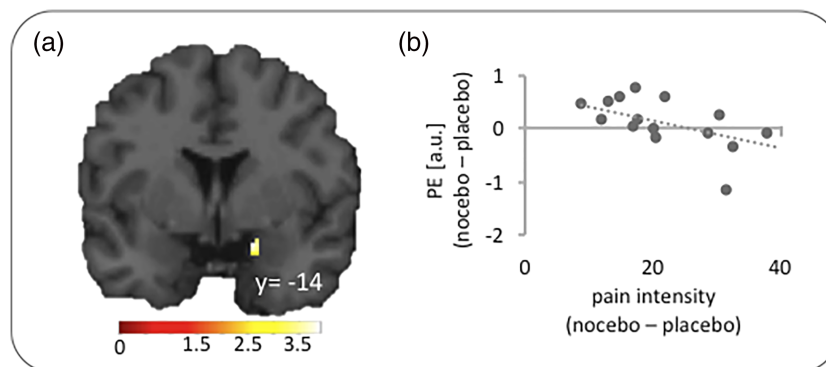 (a)
y= -14
0 1.5 2.5 3.5
(b)
PE [a.u.]
(nocebo – placebo)
1
0
-1
-2
0 20 40
pain intensity
(nocebo – placebo)